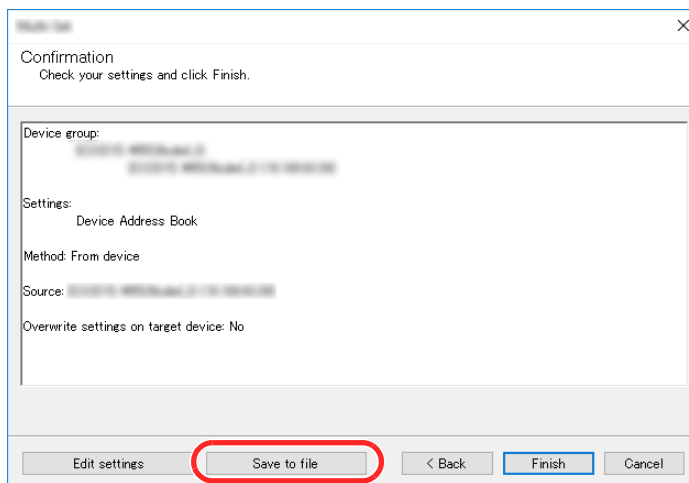 Confirmation
Check your settings and click Finish.
Device group:
Settings:
Device Address Book
Method: From device
Source:
Overwrite settings on target device: No
Edit settings
Save to file
< Back
Finish
Cancel